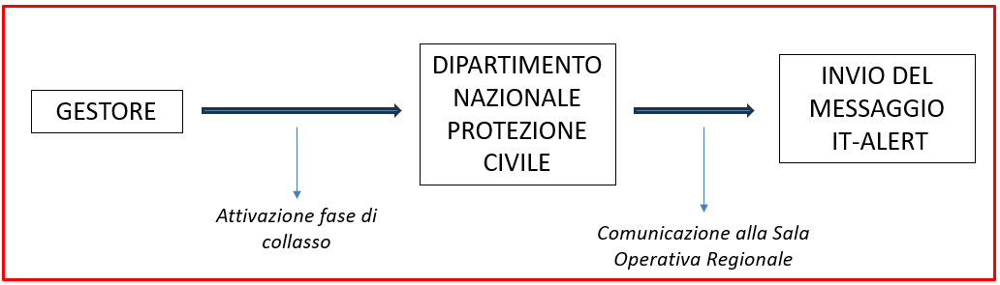 GESTORE
DIPARTIMENTO
NAZIONALE
PROTEZIONE
CIVILE
INVIO DEL
MESSAGGIO
IT-ALERT
Attivazione fase di
collasso
Comunicazione alla Sala
Operativa Regionale